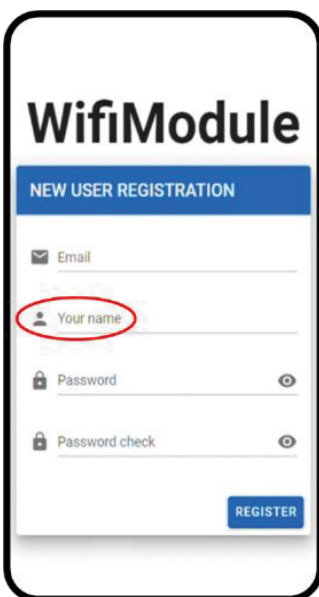 WifiModule
NEW USER REGISTRATION
Email
Your name
Password
Password check
REGISTER